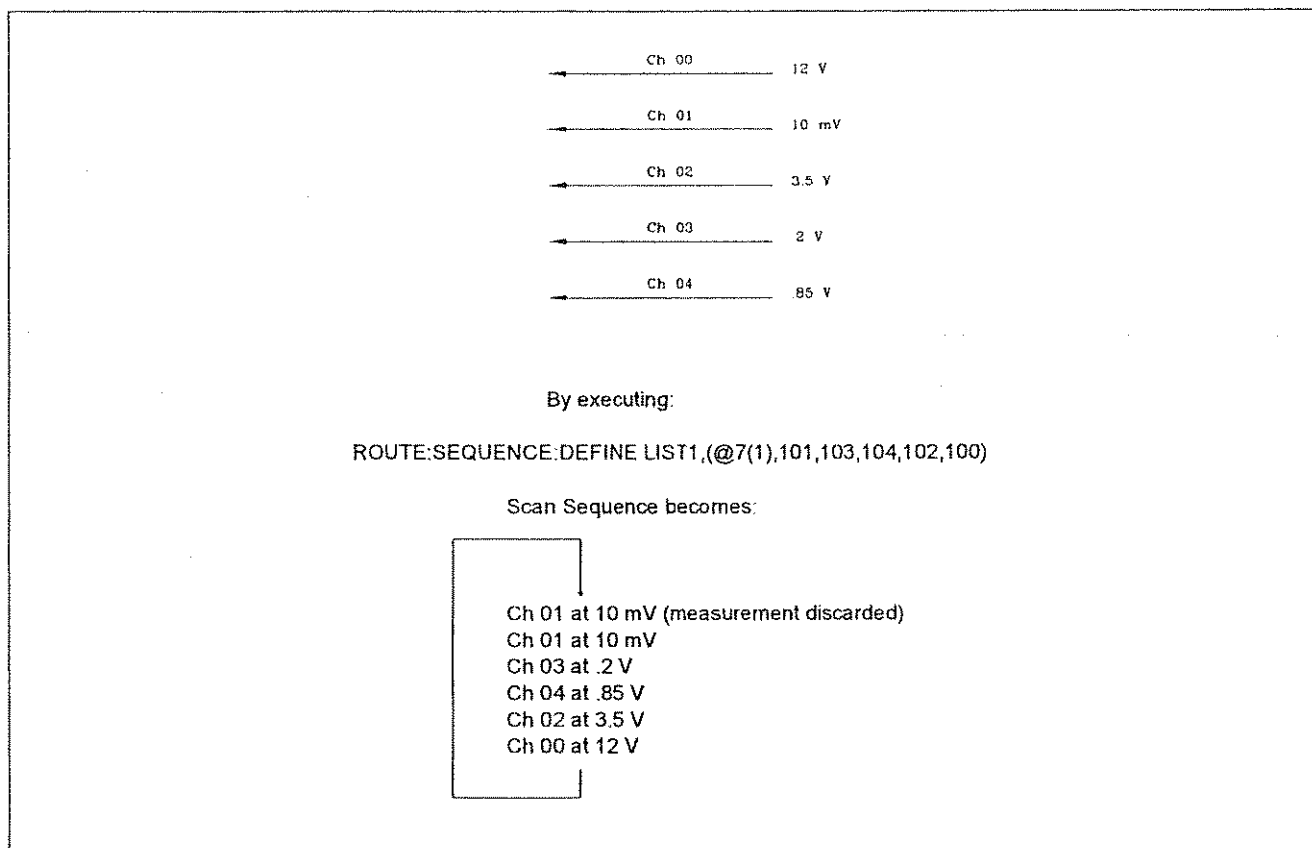 Ch 00 12 V
Ch 01 10 mV
Ch 02 3.5 V
Ch 03 2 V
Ch 04 .85 V
By executing:
ROUTE:SEQUENCE:DEFINE LIST1,(@7(1),101,103,104,102,100)
Scan Sequence becomes:
Ch 01 at 10 mV (measurement discarded)
Ch 01 at 10 mV
Ch 03 at .2 V
Ch 04 at .85 V
Ch 02 at 3.5 V
Ch 00 at 12 V